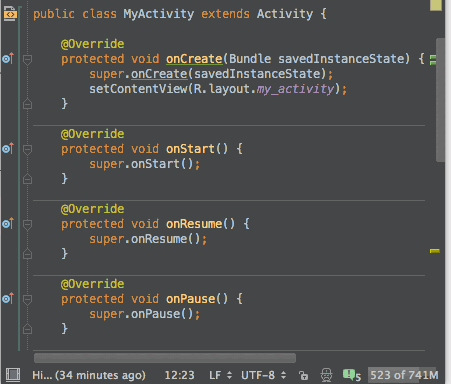 public class MyActivity extends Activity {
@Override
protected void onCreate(Bundle savedInstanceState) {
super.onCreate(savedInstanceState);
setContentView(R.layout.my_activity);
}
@Override
protected void onStart() {
super.onStart();
}
@Override
protected void onResume() {
super.onResume();
}
@Override
protected void onPause() {
super.onPause();
}
Hi... (34 minutes ago) 12:23 LF UTF-8 5 523 of 741M